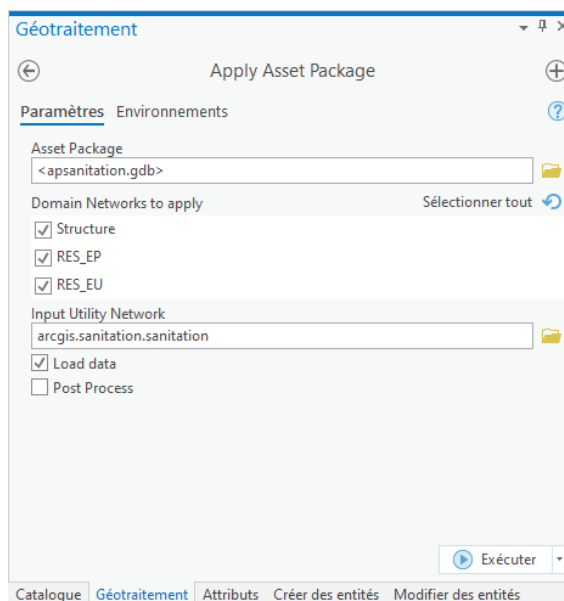 Géotraitement
Apply Asset Package
Paramètres Environnements
Asset Package
<apsanitation.gdb>
Domain Networks to apply Sélectionner tout
Structure
RES_EP
RES_EU
Input Utility Network
arcgis.sanitation.sanitation
Load data
Post Process
Exécuter
Catalogue Géotraitement Attributs Créer des entités Modifier des entités